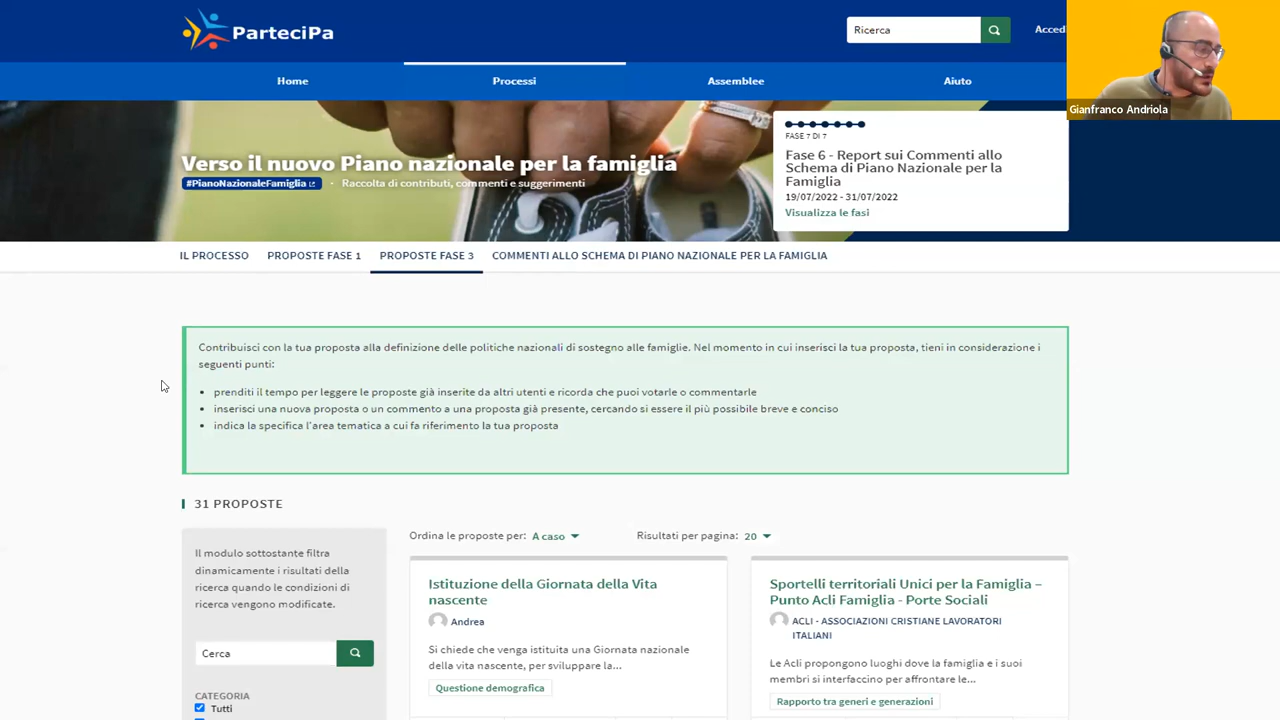 ParteciPa
Ricerca
Acced
Home
Processi
Assemblee
Aiuto
Gianfranco Andriola
Verso il nuovo Piano nazionale per la famiglia
#PianoNazionaleFamiglia · Raccolta di contributi, commenti e suggerimenti
FASE 7 DI 7
Fase 6 - Report sui Commenti allo
Schema di Piano Nazionale per la
Famiglia
19/07/2022 - 31/07/2022
Visualizza le fasi
IL PROCESSO
PROPOSTE FASE 1
PROPOSTE FASE 3
COMMENTI ALLO SCHEMA DI PIANO NAZIONALE PER LA FAMIGLIA
Contribuisci con la tua proposta alla definizione delle politiche nazionali di sostegno alle famiglie. Nel momento in cui inserisci la tua proposta, tieni in considerazione i
seguenti punti:
• prenditi il tempo per leggere le proposte già inserite da altri utenti e ricorda che puoi votarle o commentarle
• inserisci una nuova proposta o un commento a una proposta già presente, cercando si essere il più possibile breve e conciso
• indica la specifica l'area tematica a cui fa riferimento la tua proposta
31 PROPOSTE
Il modulo sottostante filtra
dinamicamente i risultati della
ricerca quando le condizioni di
ricerca vengono modificate.
Cerca
CATEGORIA
Tutti
Ordina le proposte per: A caso
Risultati per pagina: 20
Istituzione della Giornata della Vita
nascente
Andrea
Si chiede che venga istituita una Giornata nazionale
della vita nascente, per sviluppare la...
Questione demografica
Sportelli territoriali Unici per la Famiglia –
Punto Acli Famiglia - Porte Sociali
ACLI - ASSOCIAZIONI CRISTIANE LAVORATORI
ITALIANI
Le Acli propongono luoghi dove la famiglia e i suoi
membri si interfaccino per affrontare le...
Rapporto tra generi e generazioni